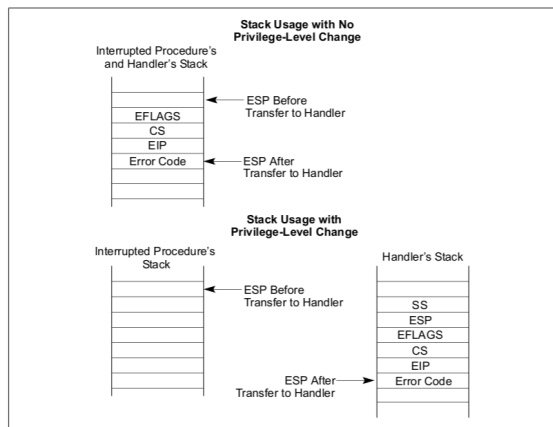 Stack Usage with No
Privilege-Level Change
Interrupted Procedure's
and Handler's Stack
ESP Before
Transfer to Handler
EFLAGS
CS
EIP
Error Code
ESP After
Transfer to Handler
Stack Usage with
Privilege-Level Change
Interrupted Procedure's
Stack
Handler's Stack
ESP Before
Transfer to Handler
SS
ESP
EFLAGS
CS
EIP
ESP After
Transfer to Handler
Error Code